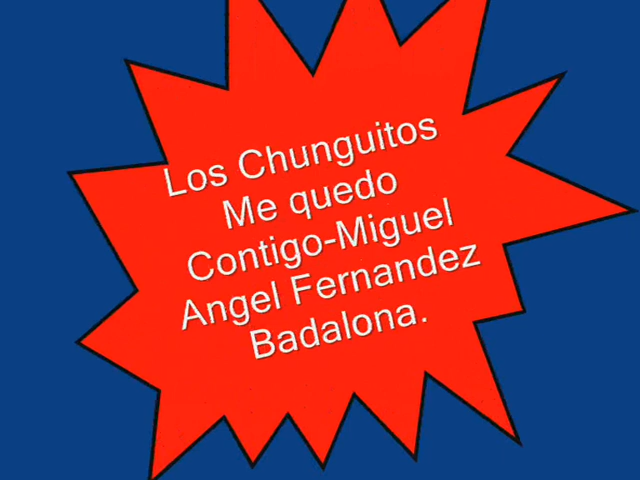 Los Chunguitos
Me quedo
Contigo-Miguel
Angel Fernandez
Badalona.